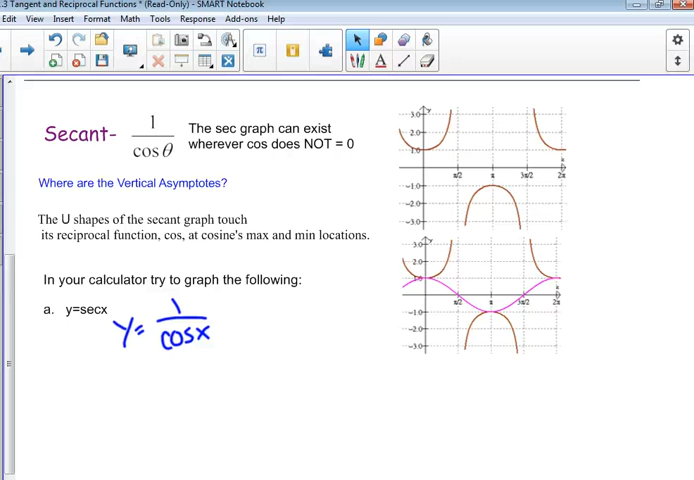 .3 Tangent and Reciprocal Functions * (Read-Only) - SMART Notebook
Edit View Insert Format Math Tools Response Add-ons Help
Secant- 1
cosθ
The sec graph can exist
wherever cos does NOT = 0
Where are the Vertical Asymptotes?
The U shapes of the secant graph touch
its reciprocal function, cos, at cosine's max and min locations.
In your calculator try to graph the following:
a. y=secx
y= 1
cosx
3.0 y
2.0
1.0
π/2 π 3π/2 2π
x
-1.0
-2.0
-3.0
3.0 y
2.0
1.0
x
π/2 π 3π/2 2π
-1.0
-2.0
-3.0